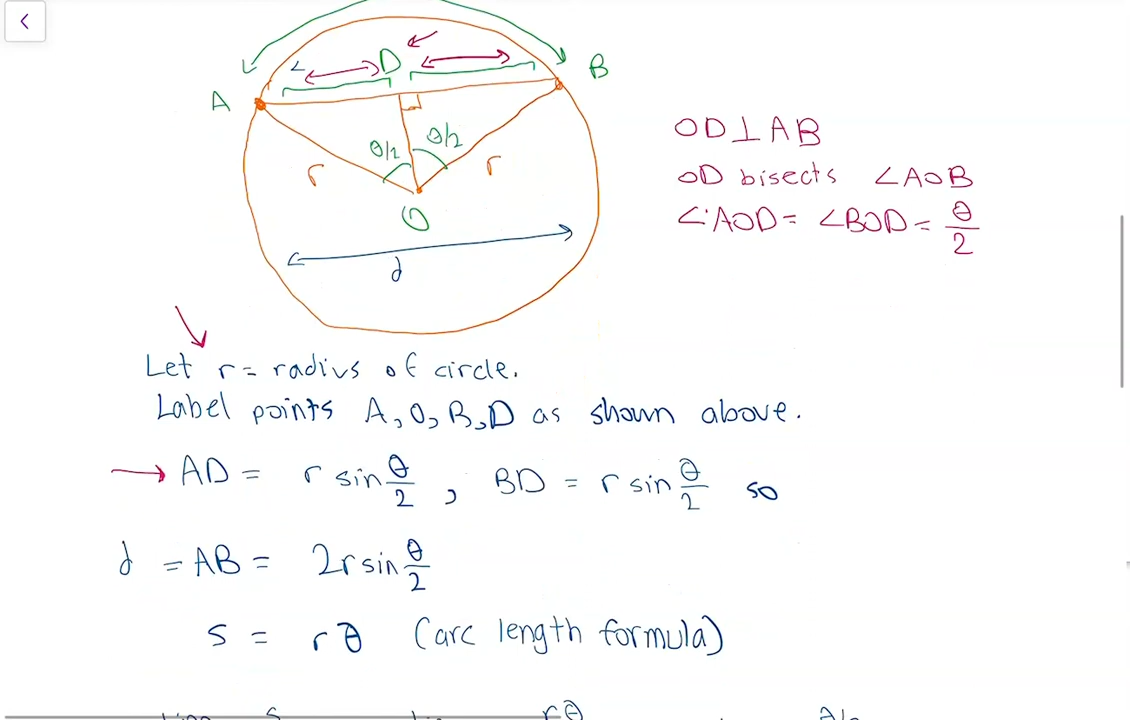 D
B
A
θ/2 θ/2
r r
O
d
OD⊥AB
OD bisects ∠AOB
∠AOD = ∠BOD = θ/2
Let r = radius of circle.
Label points A, O, B, D as shown above.
AD = r sin θ/2 , BD = r sin θ/2 so
d = AB = 2r sin θ/2
s = rθ (arc length formula)